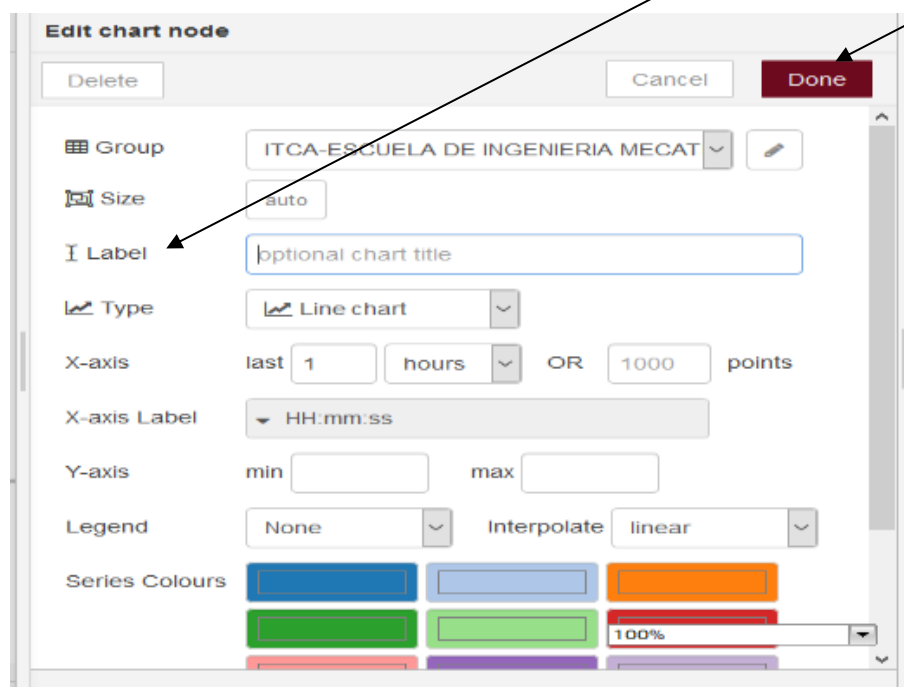 Edit chart node
Delete Cancel Done
Group ITCA-ESCUELA DE INGENIERIA MECAT
Size auto
Label optional chart title
Type Line chart
X-axis last 1 hours OR 1000 points
X-axis Label HH:mm:ss
Y-axis min max
Legend None Interpolate linear
Series Colours
100%